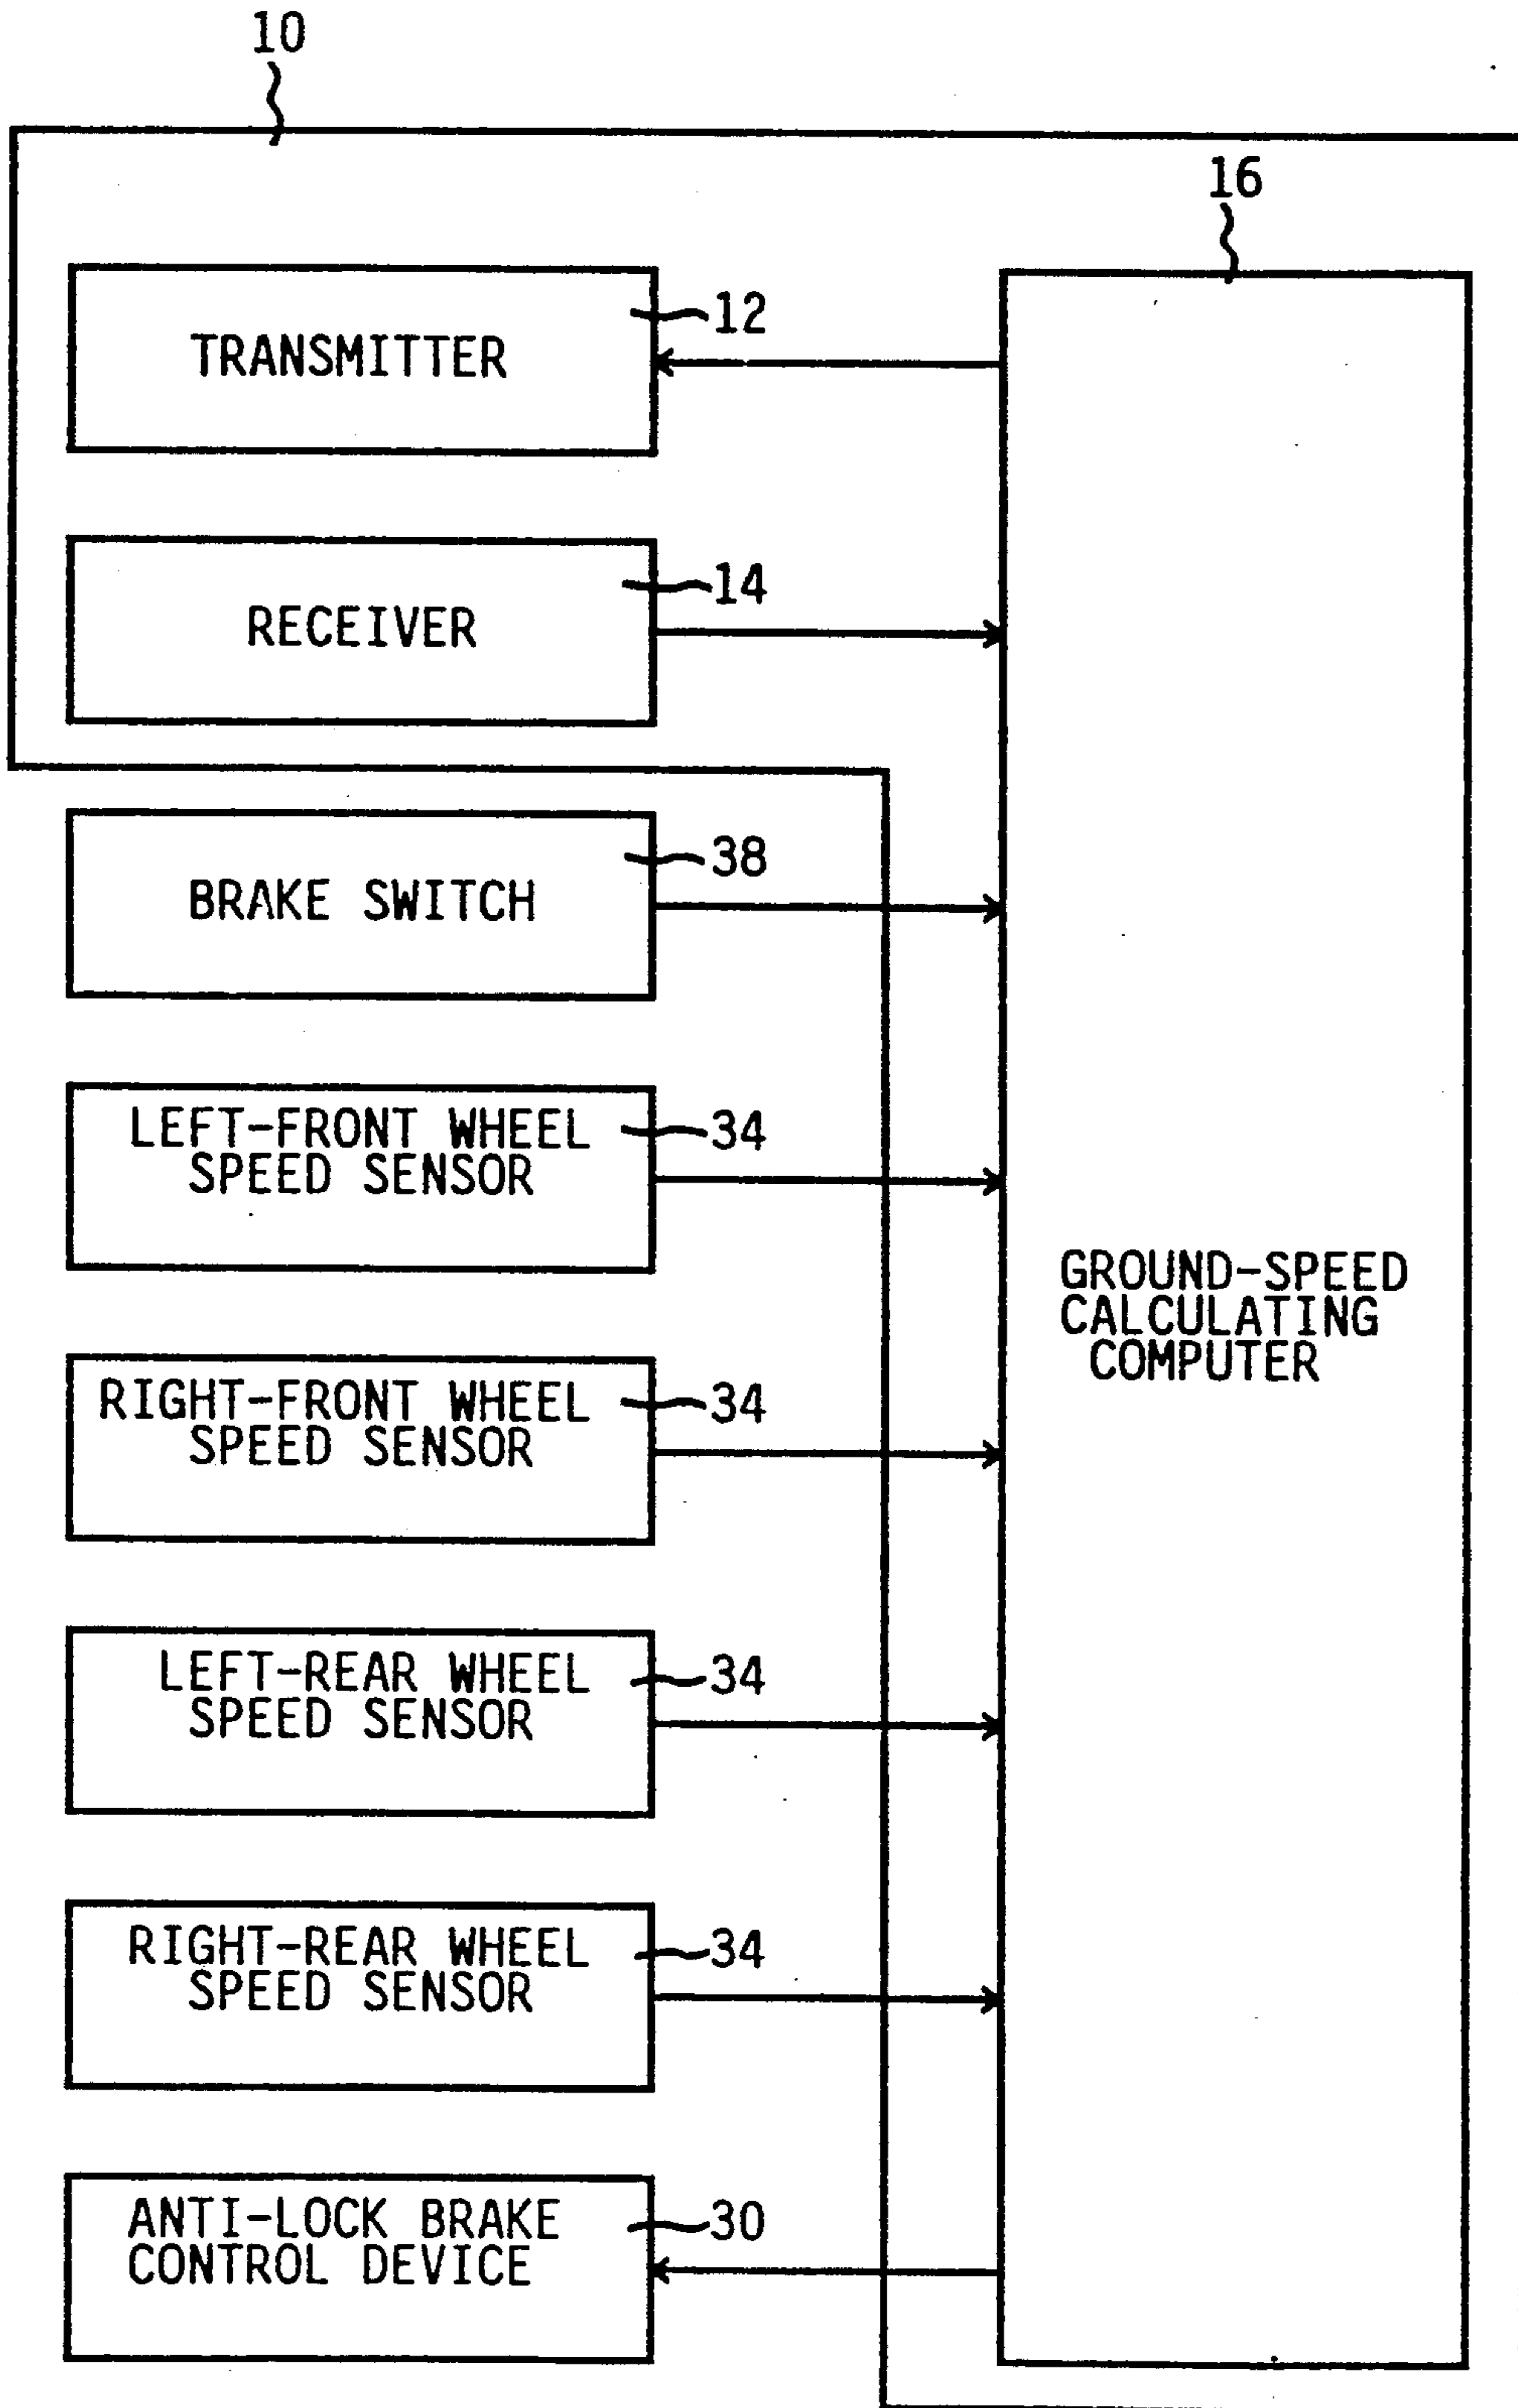 10
16
12
TRANSMITTER
14
RECEIVER
38
BRAKE SWITCH
LEFT-FRONT WHEEL
SPEED SENSOR
34
RIGHT-FRONT WHEEL
SPEED SENSOR
34
GROUND-SPEED
CALCULATING
COMPUTER
LEFT-REAR WHEEL
SPEED SENSOR
34
RIGHT-REAR WHEEL
SPEED SENSOR
34
ANTI-LOCK BRAKE
CONTROL DEVICE
30